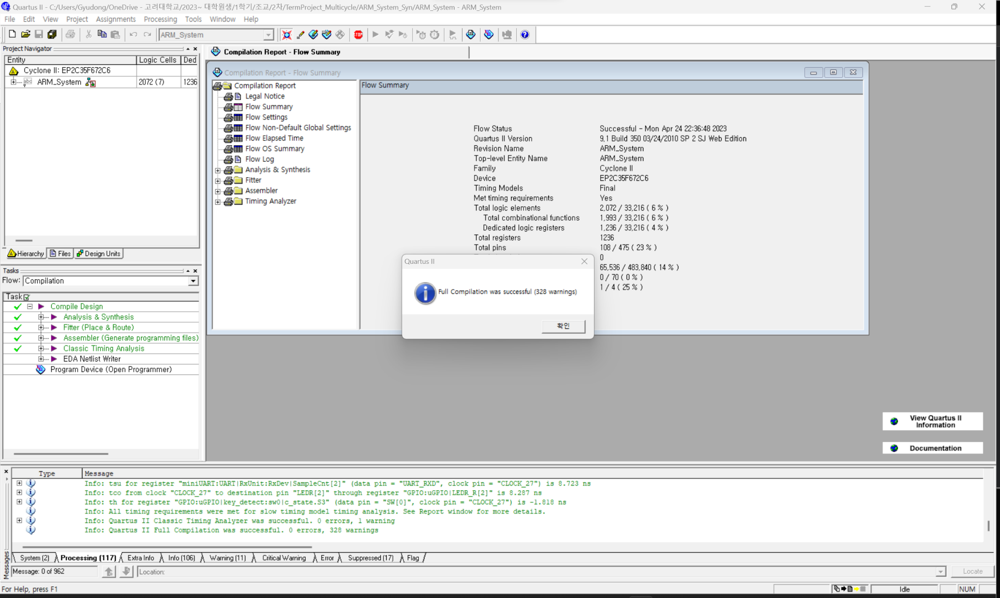 Quartus II - C:/Users/Gyudong/OneDrive - 고려대학교/2023~ 대학원생/1학기/조교/2차/TermProject_Multicycle/ARM_System_Syn/ARM_System - ARM_System
File Edit View Project Assignments Processing Tools Window Help
ARM_System
STOP
Project Navigator
Entity Logic Cells Ded
Cyclone II: EP2C35F672C6
abd ARM_System 2072 (7) 1236
Hierarchy Files Design Units
Tasks
Flow: Compilation
Task
Compile Design
Analysis & Synthesis
Fitter (Place & Route)
Assembler (Generate programming files)
Classic Timing Analysis
EDA Netlist Writer
Program Device (Open Programmer)
Compilation Report - Flow Summary
Compilation Report - Flow Summary
Compilation Report
Legal Notice
Flow Summary
Flow Settings
Flow Non-Default Global Settings
Flow Elapsed Time
Flow OS Summary
Flow Log
Analysis & Synthesis
Fitter
Assembler
Timing Analyzer
Flow Summary
Flow Status Successful - Mon Apr 24 22:36:48 2023
Quartus II Version 9.1 Build 350 03/24/2010 SP 2 SJ Web Edition
Revision Name ARM_System
Top-level Entity Name ARM_System
Family Cyclone II
Device EP2C35F672C6
Timing Models Final
Met timing requirements Yes
Total logic elements 2,072 / 33,216 ( 6 % )
Total combinational functions 1,993 / 33,216 ( 6 % )
Dedicated logic registers 1,236 / 33,216 ( 4 % )
Total registers 1236
Total pins 108 / 475 ( 23 % )
0
65,536 / 483,840 ( 14 % )
0 / 70 ( 0 % )
1 / 4 ( 25 % )
Quartus II
Full Compilation was successful (328 warnings)
확인
View Quartus II
Information
Documentation
Type Message
Info: tsu for register "miniUART:UART|RxUnit:RxDev|SampleCnt[2]" (data pin = "UART_RXD", clock pin = "CLOCK_27") is 8.723 ns
Info: tco from clock "CLOCK_27" to destination pin "LEDR[2]" through register "GPIO:uGPIO|LEDR_R[2]" is 8.287 ns
Info: th for register "GPIO:uGPIO|key_detect:sw0|c_state.S3" (data pin = "SW[0]", clock pin = "CLOCK_27") is -1.818 ns
Info: All timing requirements were met for slow timing model timing analysis. See Report window for more details.
Info: Quartus II Classic Timing Analyzer was successful. 0 errors, 1 warning
Info: Quartus II Full Compilation was successful. 0 errors, 328 warnings
System (2) Processing (117) Extra Info Info (106) Warning (11) Critical Warning Error Suppressed (17) Flag
Messages
Message: 0 of 962 Location: Locate
For Help, press F1 Idle NUM